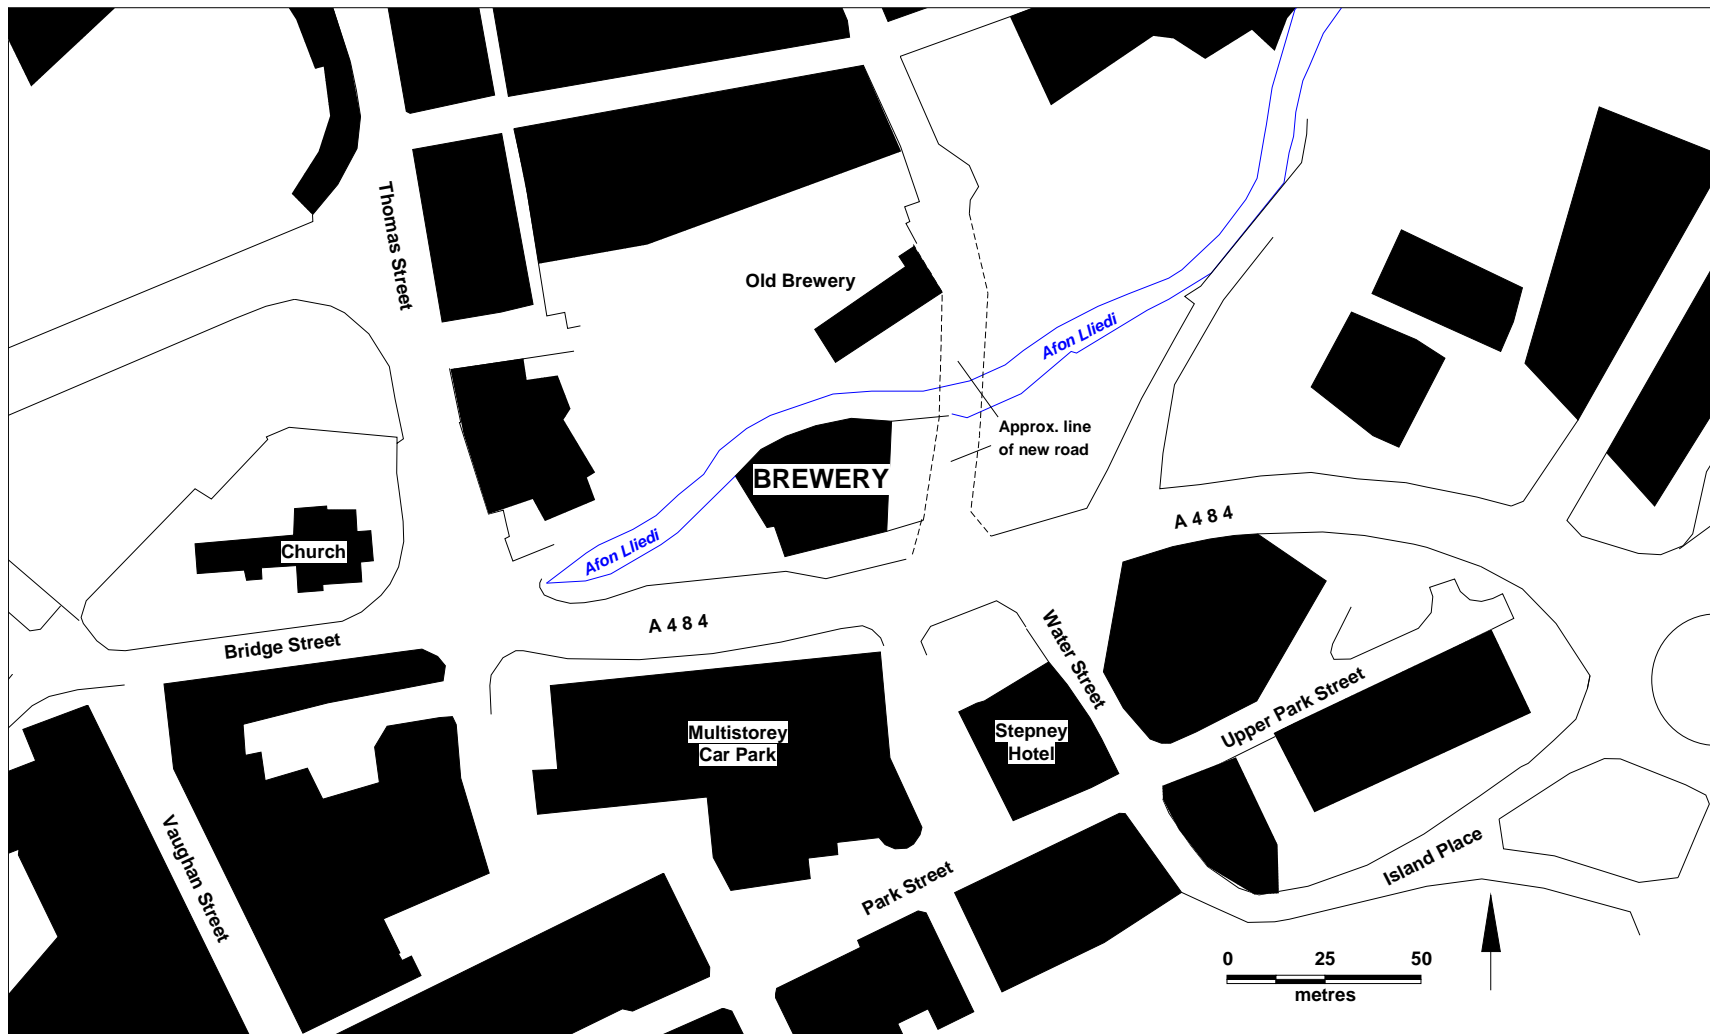 Thomas Street
Old Brewery
Afon Lliedi
Approx. line
of new road
BREWERY
A 4 8 4
Church
Afon Lliedi
Bridge Street
A 4 8 4
Water Street
Upper Park Street
Multistorey
Car Park
Stepney
Hotel
Vaughan Street
Park Street
Island Place
0 25 50
metres